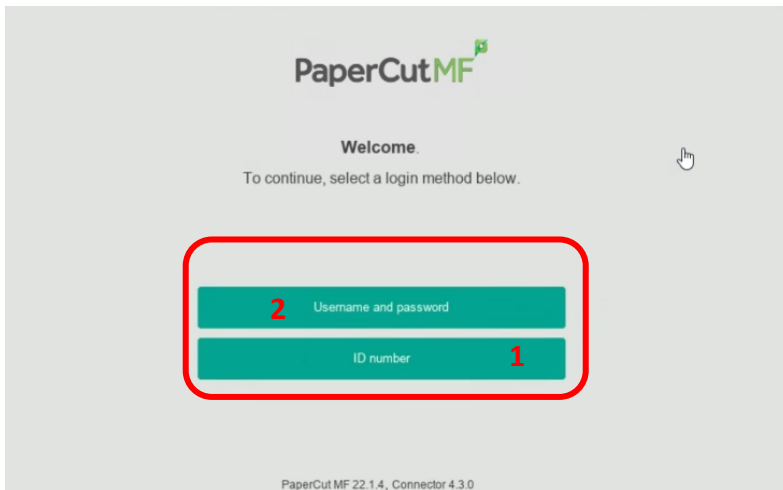 PaperCutMF
Welcome.
To continue, select a login method below.
2 Username and password
ID number 1
PaperCut MF 22.1.4, Connector 4.3.0